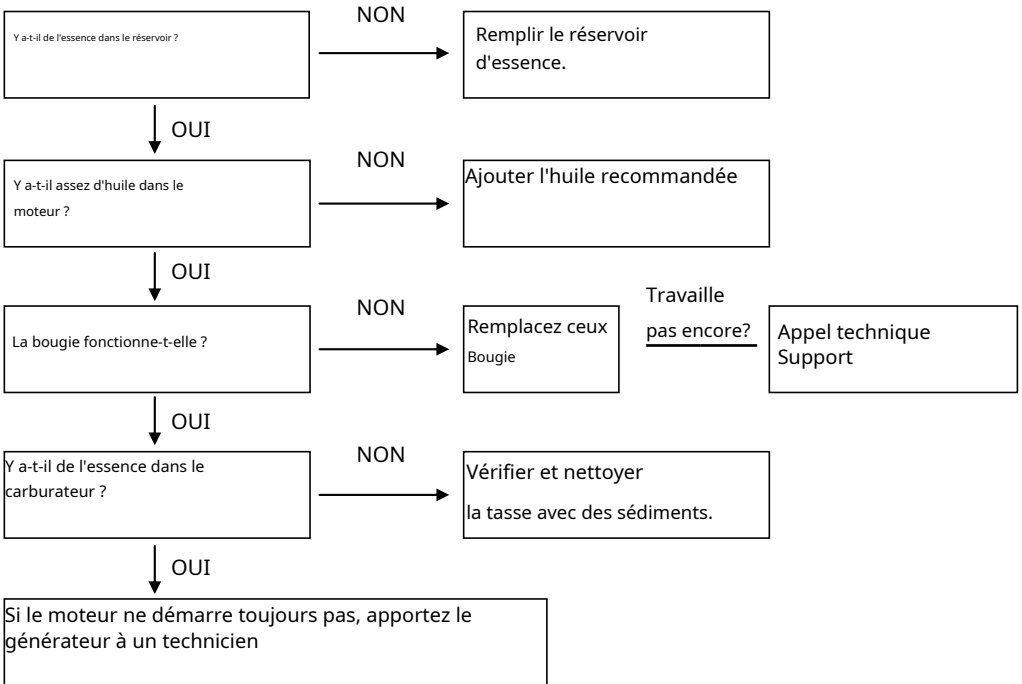 Y a-t-il de l'essence dans le réservoir ?
NON
Remplir le réservoir
d'essence.
OUI
Y a-t-il assez d'huile dans le
moteur ?
NON
Ajouter l'huile recommandée
OUI
La bougie fonctionne-t-elle ?
NON
Remplacez ceux
Bougie
Travaille
pas encore?
Appel technique
Support
OUI
Y a-t-il de l'essence dans le
carburateur ?
NON
Vérifier et nettoyer
la tasse avec des sédiments.
OUI
Si le moteur ne démarre toujours pas, apportez le
générateur à un technicien